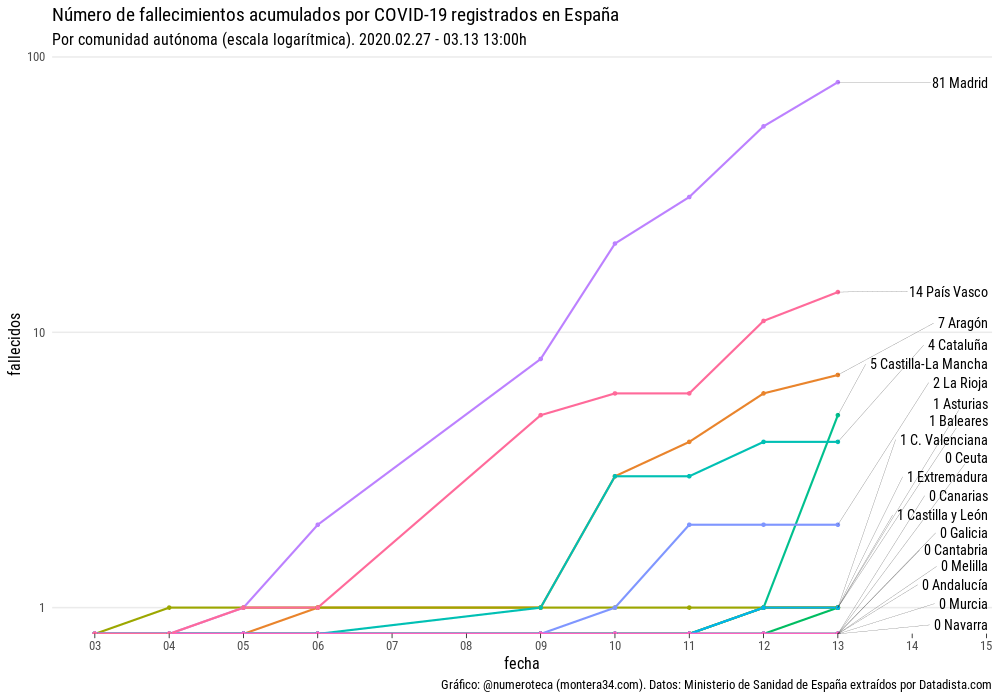 Número de fallecimientos acumulados por COVID-19 registrados en España
Por comunidad autónoma (escala logarítmica). 2020.02.27 - 03.13 13:00h
100
10
1
fallecidos
81 Madrid
14 País Vasco
7 Aragón
4 Cataluña
5 Castilla-La Mancha
2 La Rioja
1 Asturias
1 Baleares
1 C. Valenciana
0 Ceuta
1 Extremadura
0 Canarias
1 Castilla y León
0 Galicia
0 Cantabria
0 Melilla
0 Andalucía
0 Murcia
0 Navarra
03 04 05 06 07 08 09 10 11 12 13 14 15
fecha
Gráfico: @numeroteca (montera34.com). Datos: Ministerio de Sanidad de España extraídos por Datadista.com